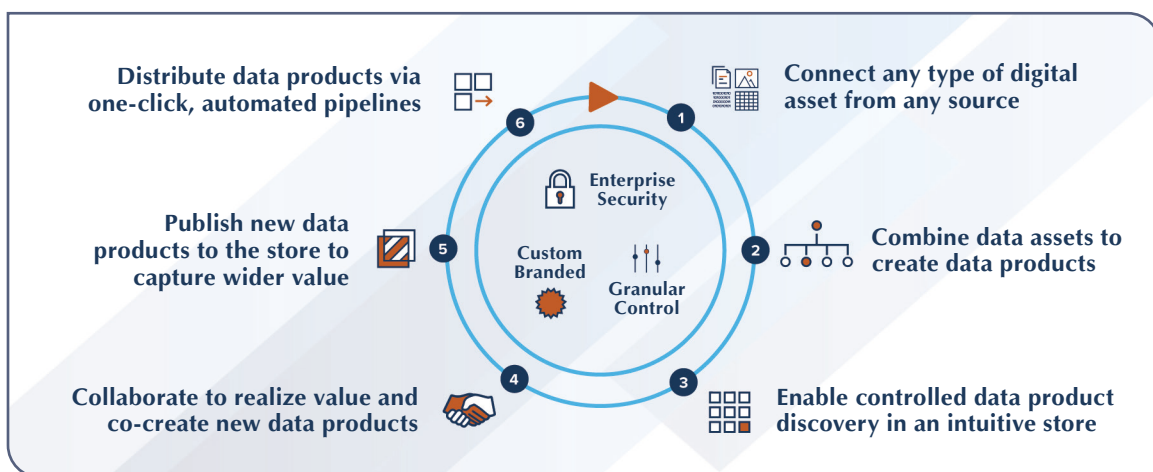 1
Connect any type of digital
asset from any source
2
Combine data assets to
create data products
3
Enable controlled data product
discovery in an intuitive store
4
Collaborate to realize value and
co-create new data products
5
Publish new data
products to the store to
capture wider value
6
Distribute data products via
one-click, automated pipelines
Enterprise
Security
Custom
Branded
Granular
Control